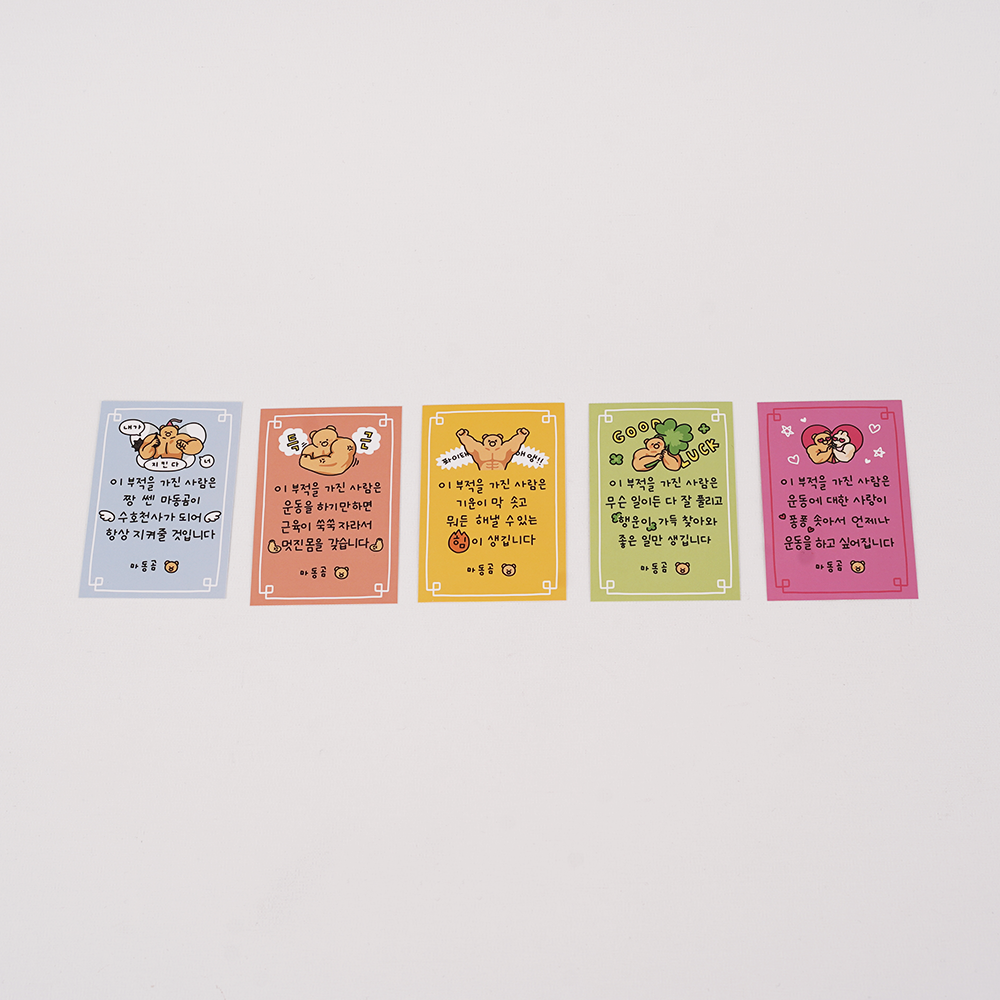 내가
지킨다
너
이 부적을 가진 사람은
짱 쎈 마동곰이
수호천사가 되어
항상 지켜줄 것입니다
마동곰
득근
이 부적을 가진 사람은
운동을 하기만하면
근육이 쑥쑥 자라서
멋진몸을 갖습니다
마동곰
파이태 해앵!!
이 부적을 가진 사람은
기운이 막 솟고
뭐든 해낼 수있는
힘이 생깁니다
마동곰
GOOD
LUCK
이 부적을 가진 사람은
무슨 일이든 다 잘 풀리고
행운이 가득 찾아와
좋은 일만 생깁니다
마동곰
이 부적을 가진 사람은
운동에 대한 사랑이
퐁퐁 솟아서 언제나
운동을 하고 싶어집니다
마동곰